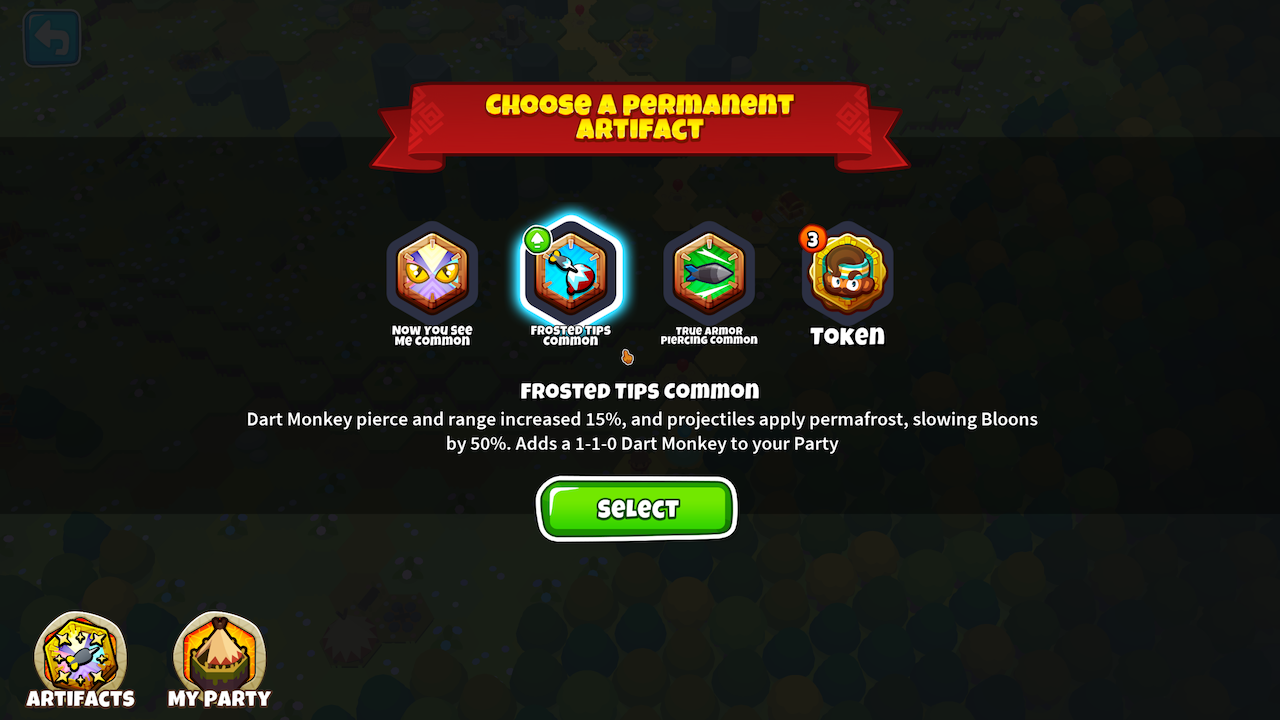 Choose a Permanent
Artifact
3
Now You See
Me Common
Frosted Tips
Common
True Armor
Piercing Common
Token
Frosted Tips Common
Dart Monkey pierce and range increased 15%, and projectiles apply permafrost, slowing Bloons
by 50%. Adds a 1-1-0 Dart Monkey to your Party
Select
Artifacts
My Party